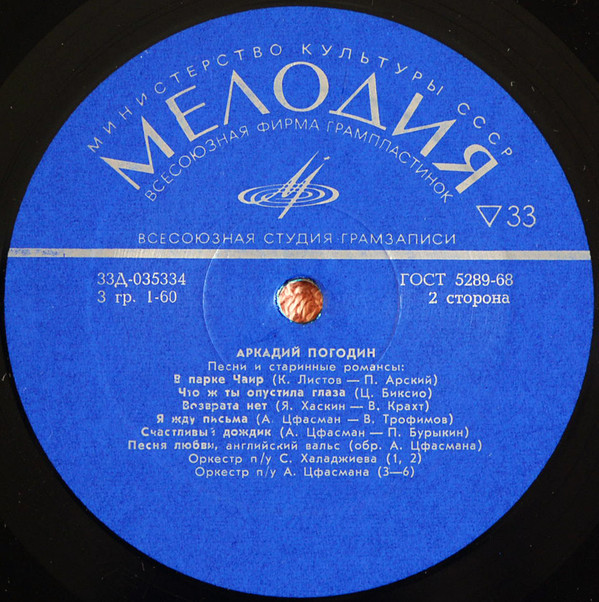 МИНИСТЕРСТВО КУЛЬТУРЫ СССР
МЕЛОДИЯ
ВСЕСОЮЗНАЯ ФИРМА ГРАМПЛАСТИНОК
33
ВСЕСОЮЗНАЯ СТУДИЯ ГРАМЗАПИСИ
33Д-035334
3 гр. 1-60
ГОСТ 5289-68
2 сторона
АРКАДИЙ ПОГОДИН
Песни и старинные романсы:
В парке Чаир (К. Листов — П. Арский)
Что ж ты опустила глаза (Ц. Биксио)
Возврата нет (Я. Хаскин — В. Крахт)
Я жду письма (А. Цфасман — В. Трофимов)
Счастливый дождик (А. Цфасман — П. Бурыкин)
Песня любви, английский вальс (обр. А. Цфасмана)
Оркестр п/у С. Халаджиева (1, 2)
Оркестр п/у А. Цфасмана (3—6)